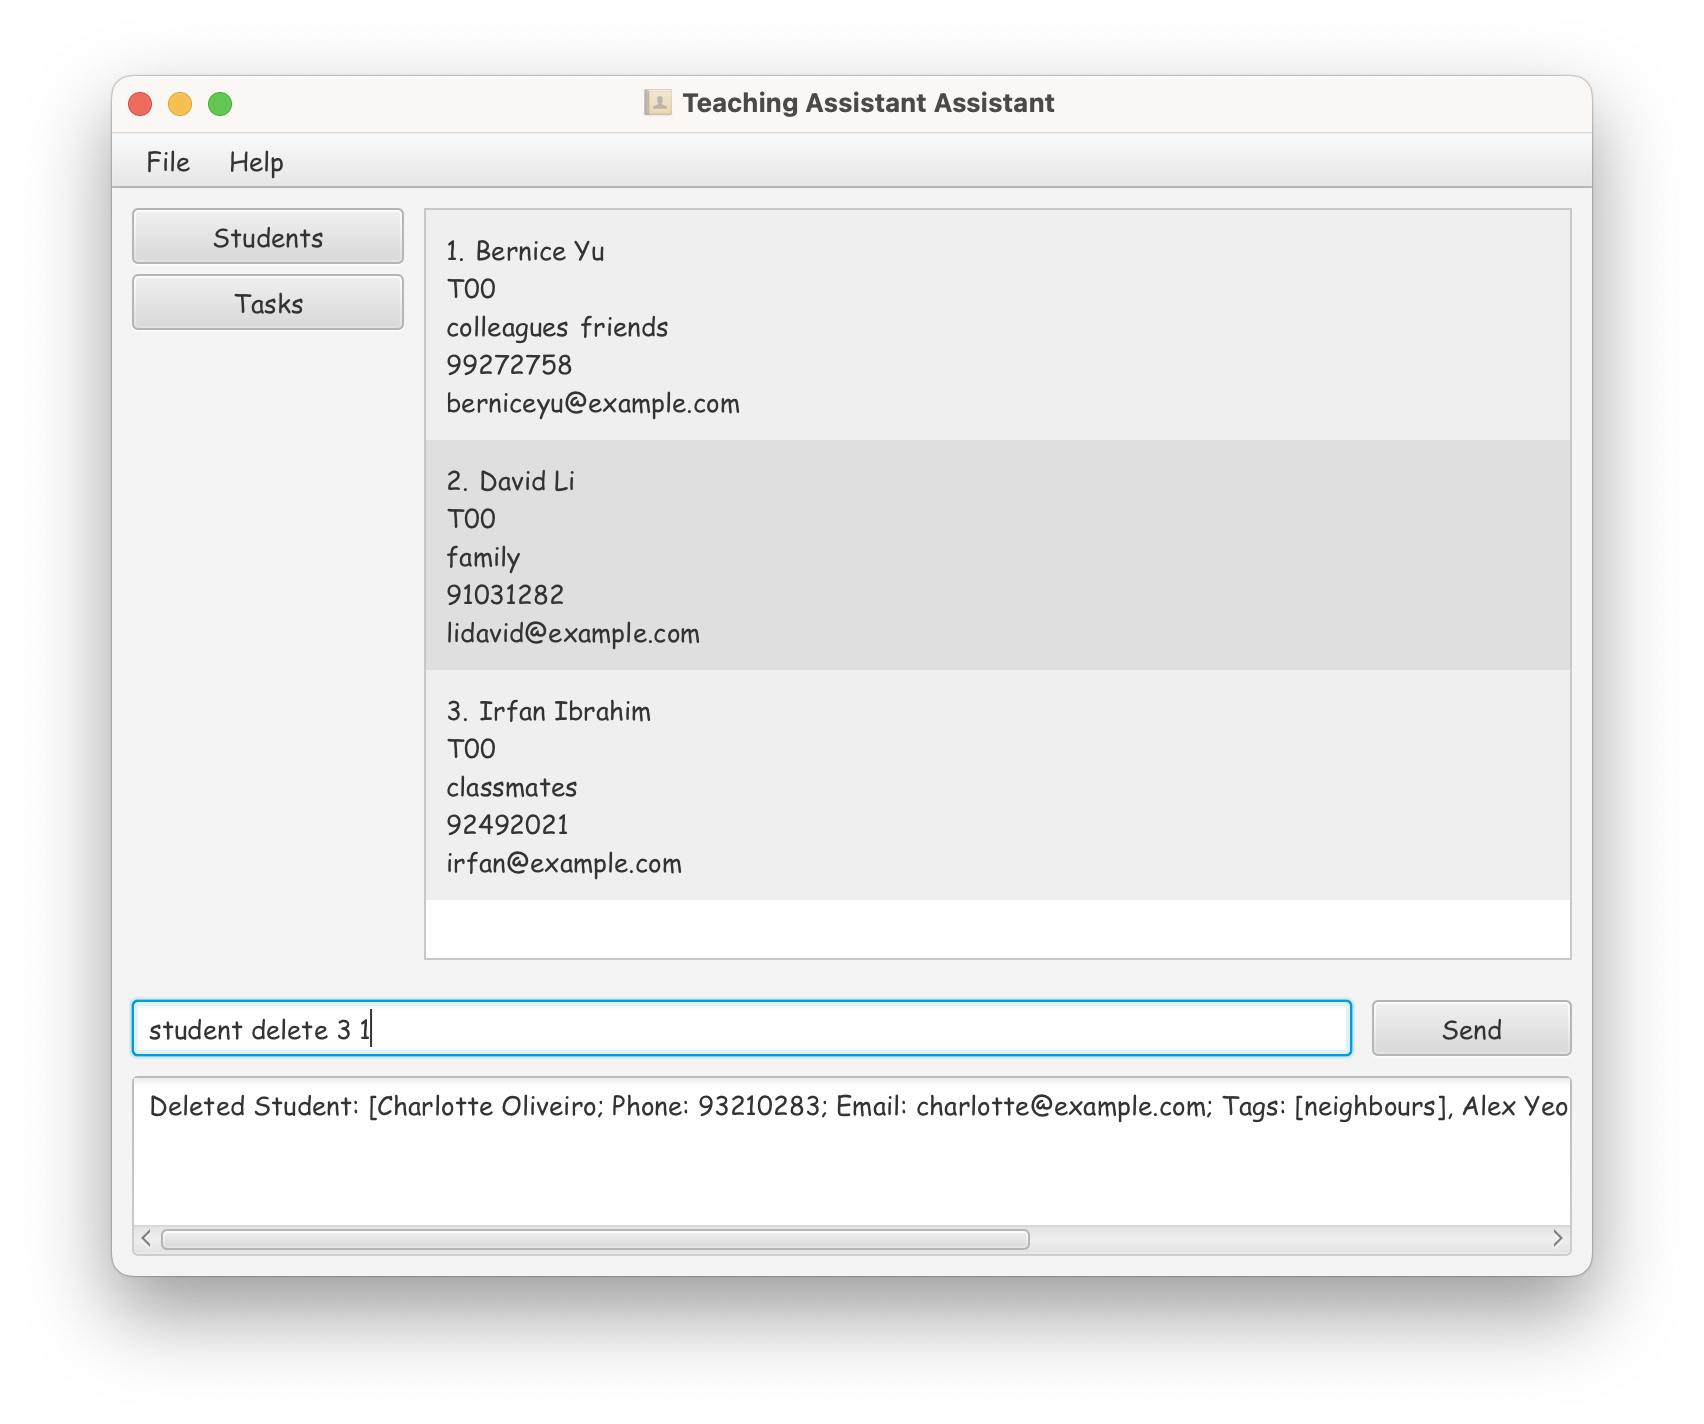 Teaching Assistant Assistant
File Help
Students
Tasks
1. Bernice Yu
T00
colleagues friends
99272758
berniceyu@example.com
2. David Li
T00
family
91031282
lidavid@example.com
3. Irfan Ibrahim
T00
classmates
92492021
irfan@example.com
student delete 3 1
Send
Deleted Student: [Charlotte Oliveiro; Phone: 93210283; Email: charlotte@example.com; Tags: [neighbours], Alex Yeo